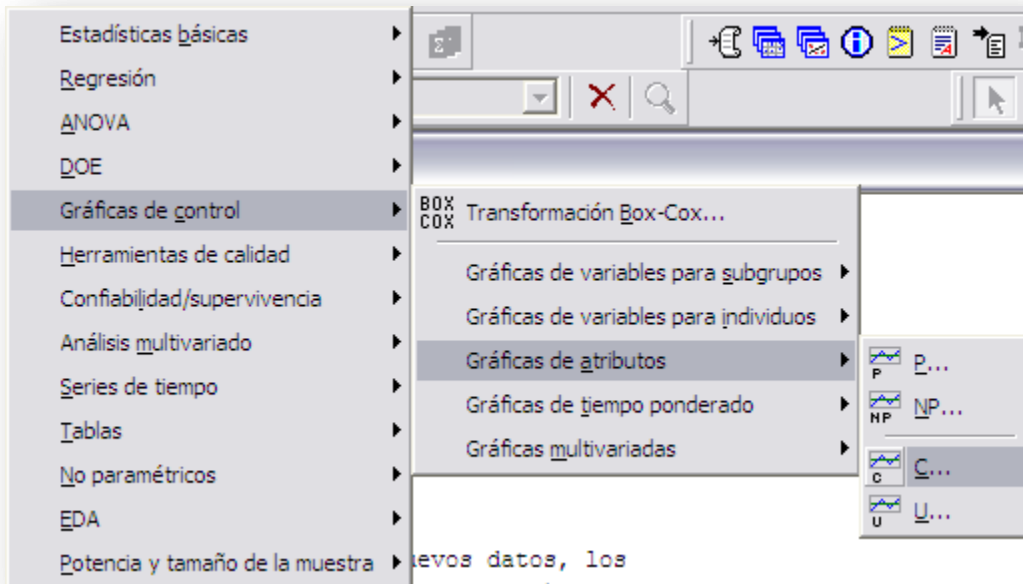 Estadísticas básicas
Regresión
ANOVA
DOE
Gráficas de control
Herramientas de calidad
Confiabilidad/supervivencia
Análisis multivariado
Series de tiempo
Tablas
No paramétricos
EDA
Potencia y tamaño de la muestra
BOX COX Transformación Box-Cox...
Gráficas de variables para subgrupos
Gráficas de variables para individuos
Gráficas de atributos
Gráficas de tiempo ponderado
Gráficas multivariadas
P P...
NP NP...
C C...
U U...
datos, los